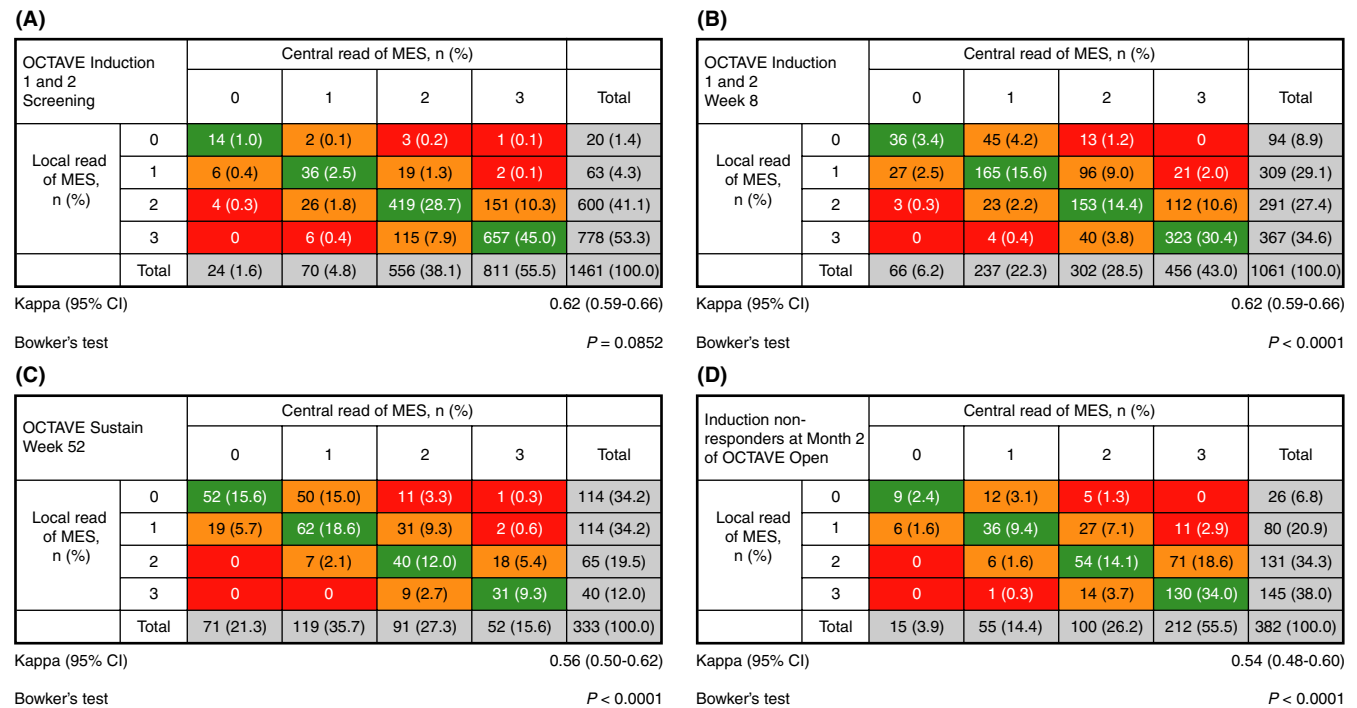 (A)
OCTAVE Induction 1 and 2 Screening
Central read of MES, n (%)
0 1 2 3 Total
Local read of MES, n (%)
0 14 (1.0) 2 (0.1) 3 (0.2) 1 (0.1) 20 (1.4)
1 6 (0.4) 36 (2.5) 19 (1.3) 2 (0.1) 63 (4.3)
2 4 (0.3) 26 (1.8) 419 (28.7) 151 (10.3) 600 (41.1)
3 0 6 (0.4) 115 (7.9) 657 (45.0) 778 (53.3)
Total 24 (1.6) 70 (4.8) 556 (38.1) 811 (55.5) 1461 (100.0)
Kappa (95% CI) 0.62 (0.59-0.66)
Bowker's test P = 0.0852
(B)
OCTAVE Induction 1 and 2 Week 8
Central read of MES, n (%)
0 1 2 3 Total
Local read of MES, n (%)
0 36 (3.4) 45 (4.2) 13 (1.2) 0 94 (8.9)
1 27 (2.5) 165 (15.6) 96 (9.0) 21 (2.0) 309 (29.1)
2 3 (0.3) 23 (2.2) 153 (14.4) 112 (10.6) 291 (27.4)
3 0 4 (0.4) 40 (3.8) 323 (30.4) 367 (34.6)
Total 66 (6.2) 237 (22.3) 302 (28.5) 456 (43.0) 1061 (100.0)
Kappa (95% CI) 0.62 (0.59-0.66)
Bowker's test P < 0.0001
(C)
OCTAVE Sustain Week 52
Central read of MES, n (%)
0 1 2 3 Total
Local read of MES, n (%)
0 52 (15.6) 50 (15.0) 11 (3.3) 1 (0.3) 114 (34.2)
1 19 (5.7) 62 (18.6) 31 (9.3) 2 (0.6) 114 (34.2)
2 0 7 (2.1) 40 (12.0) 18 (5.4) 65 (19.5)
3 0 0 9 (2.7) 31 (9.3) 40 (12.0)
Total 71 (21.3) 119 (35.7) 91 (27.3) 52 (15.6) 333 (100.0)
Kappa (95% CI) 0.56 (0.50-0.62)
Bowker's test P < 0.0001
(D)
Induction non-responders at Month 2 of OCTAVE Open
Central read of MES, n (%)
0 1 2 3 Total
Local read of MES, n (%)
0 9 (2.4) 12 (3.1) 5 (1.3) 0 26 (6.8)
1 6 (1.6) 36 (9.4) 27 (7.1) 11 (2.9) 80 (20.9)
2 0 6 (1.6) 54 (14.1) 71 (18.6) 131 (34.3)
3 0 1 (0.3) 14 (3.7) 130 (34.0) 145 (38.0)
Total 15 (3.9) 55 (14.4) 100 (26.2) 212 (55.5) 382 (100.0)
Kappa (95% CI) 0.54 (0.48-0.60)
Bowker's test P < 0.0001